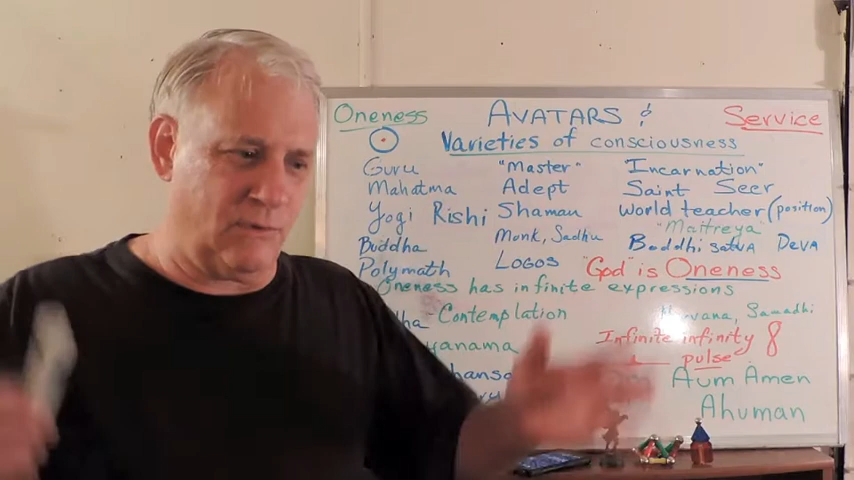 Oneness AVATARS & Service
Varieties of consciousness
Guru "Master" "Incarnation"
Mahatma Adept Saint Seer
Yogi Rishi Shaman World teacher (position)
"Maitreya"
Buddha Monk, Sadhu Boddhi satva Deva
Polymath LOGOS "God" is Oneness
Oneness has infinite expressions
Contemplation Samadhi
Infinite infinity 8
pulse
Aum Amen
Ahuman